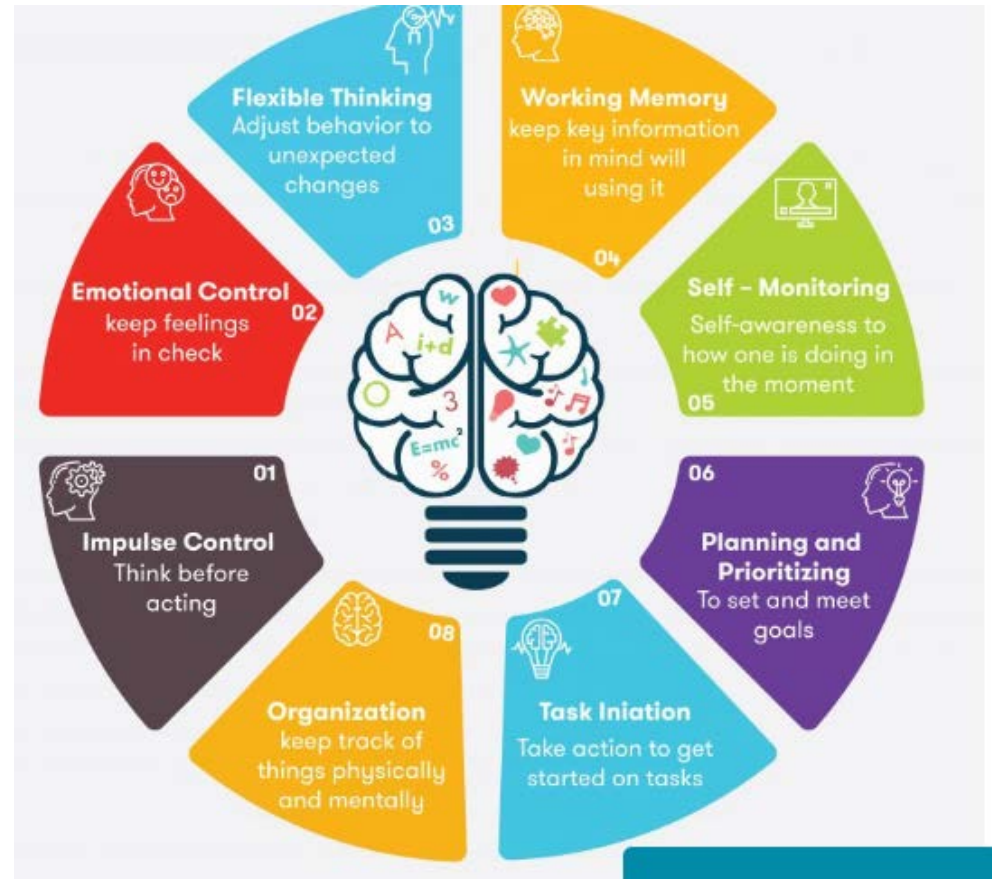 01
Impulse Control
Think before
acting
Emotional Control
02
keep feelings
in check
Flexible Thinking
Adjust behavior to
unexpected
changes
03
Working Memory
keep key information
in mind will
using it
04
Self - Monitoring
Self-awareness to
how one is doing in
the moment
05
06
Planning and
Prioritizing
To set and meet
goals
07
Task Iniation
Take action to get
started on tasks
08
Organization
keep track of
things physically
and mentally
w
A
i+d
3
E=mc²
%